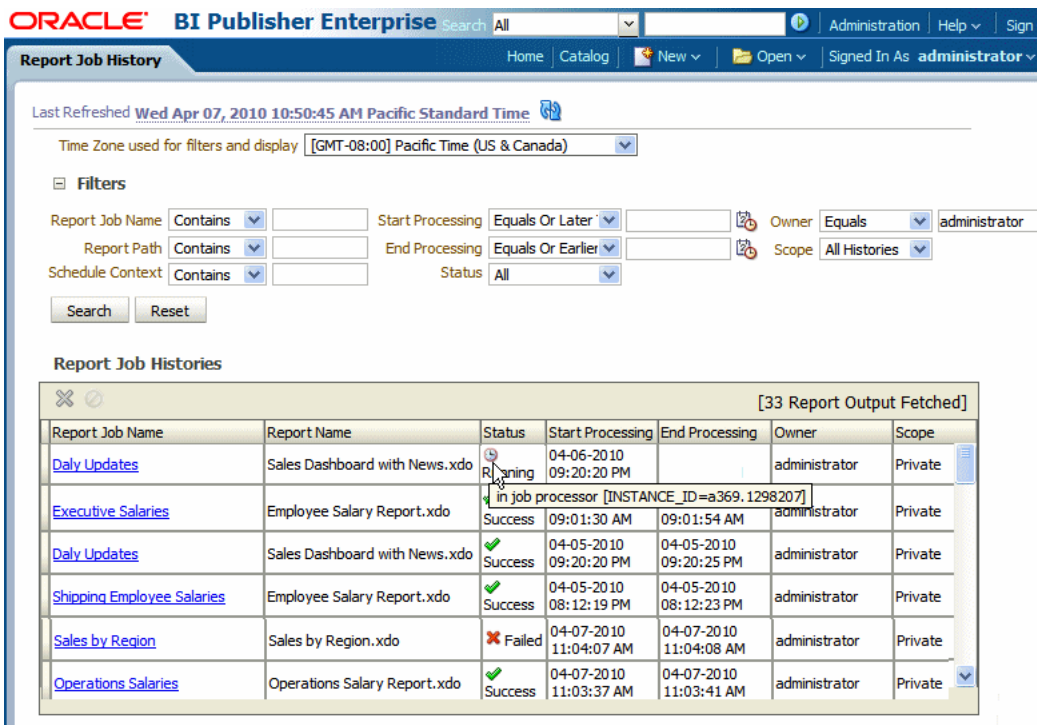 ORACLE BI Publisher Enterprise Search All Administration Help Sign
Report Job History Home Catalog New Open Signed In As administrator
Last Refreshed Wed Apr 07, 2010 10:50:45 AM Pacific Standard Time
Time Zone used for filters and display [GMT-08:00] Pacific Time (US & Canada)
Filters
Report Job Name Contains Start Processing Equals Or Later Owner Equals administrator
Report Path Contains End Processing Equals Or Earlier Scope All Histories
Schedule Context Contains Status All
Search Reset
Report Job Histories
[33 Report Output Fetched]
Report Job Name Report Name Status Start Processing End Processing Owner Scope
Daly Updates Sales Dashboard with News.xdo Running 04-06-2010 09:20:20 PM administrator Private
in job processor [INSTANCE_ID=a369.1298207]
Executive Salaries Employee Salary Report.xdo Success 09:01:30 AM 09:01:54 AM administrator Private
Daly Updates Sales Dashboard with News.xdo Success 04-05-2010 09:20:20 PM 04-05-2010 09:20:25 PM administrator Private
Shipping Employee Salaries Employee Salary Report.xdo Success 04-05-2010 08:12:19 PM 04-05-2010 08:12:23 PM administrator Private
Sales by Region Sales by Region.xdo Failed 04-07-2010 11:04:07 AM 04-07-2010 11:04:08 AM administrator Private
Operations Salaries Operations Salary Report.xdo Success 04-07-2010 11:03:37 AM 04-07-2010 11:03:41 AM administrator Private